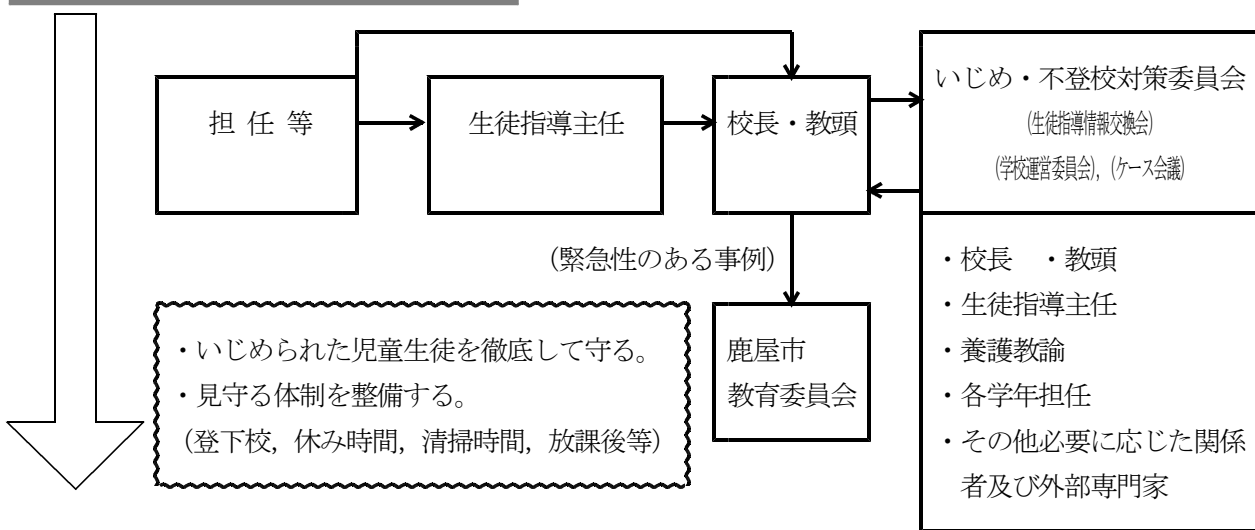 担 任 等
生徒指導主任
校長・教頭
いじめ・不登校対策委員会
(生徒指導情報交換会)
(学校運営委員会)，(ケース会議)
(緊急性のある事例)
・いじめられた児童生徒を徹底して守る。
・見守る体制を整備する。
(登下校，休み時間，清掃時間，放課後等)
鹿屋市
教育委員会
・校長　・教頭
・生徒指導主任
・養護教諭
・各学年担任
・その他必要に応じた関係
者及び外部専門家